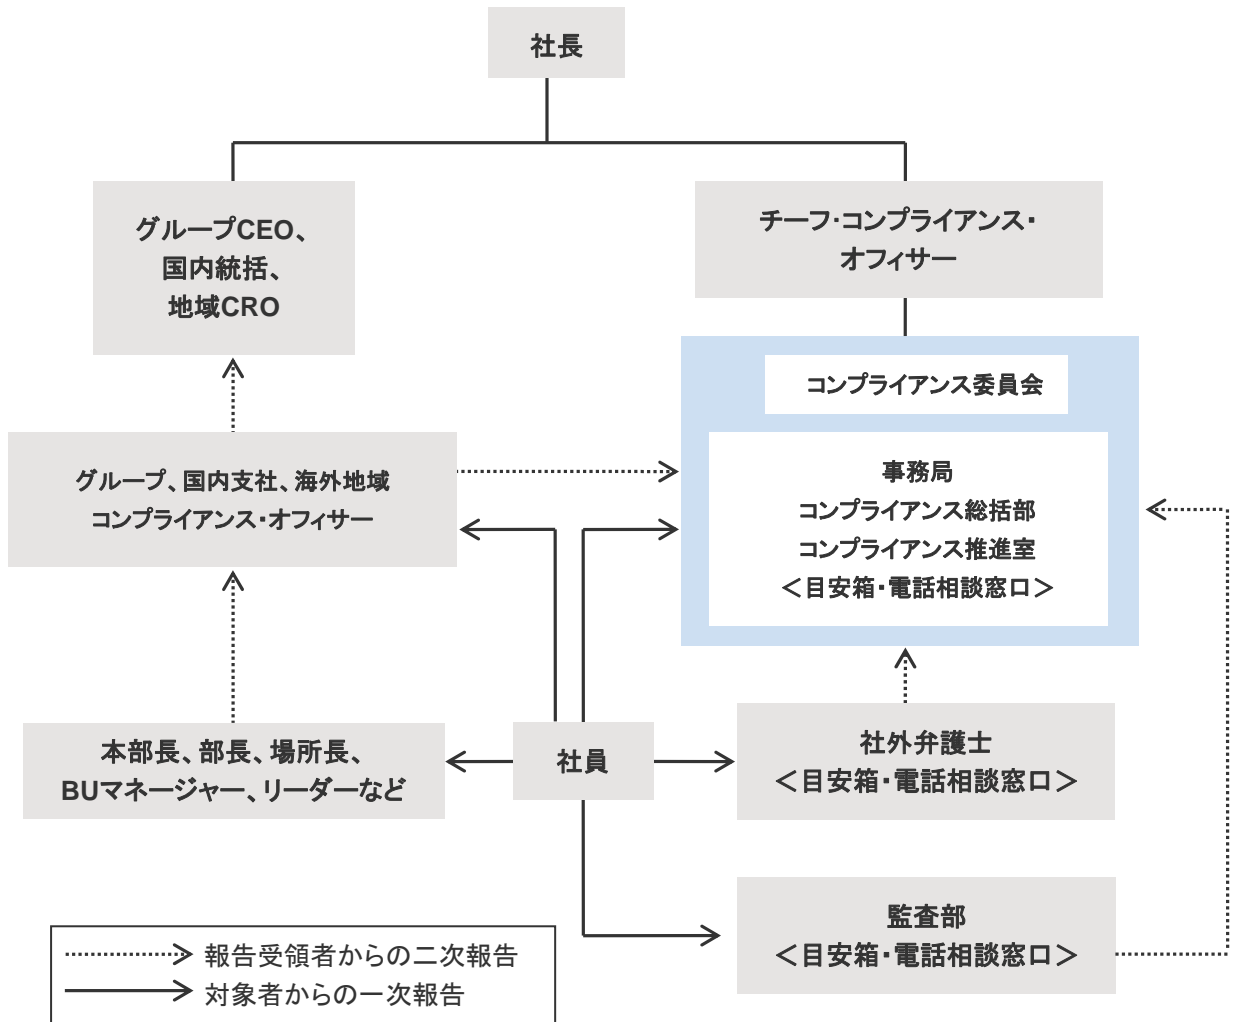 社長
グループCEO、
国内統括、
地域CRO
チーフ・コンプライアンス・
オフィサー
コンプライアンス委員会
グループ、国内支社、海外地域
コンプライアンス・オフィサー
事務局
コンプライアンス総括部
コンプライアンス推進室
＜目安箱・電話相談窓口＞
本部長、部長、場所長、
BUマネージャー、リーダーなど
社員
社外弁護士
＜目安箱・電話相談窓口＞
監査部
＜目安箱・電話相談窓口＞
報告受領者からの二次報告
対象者からの一次報告